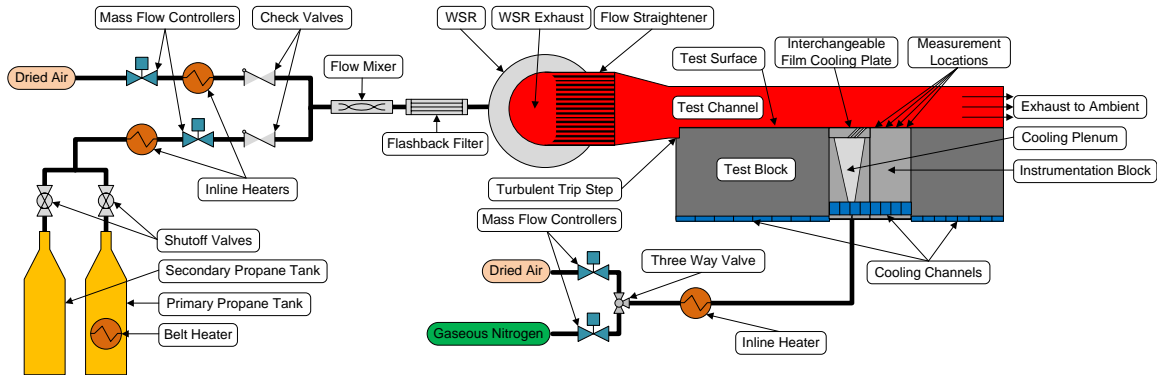 Mass Flow Controllers
Check Valves
WSR
WSR Exhaust
Flow Straightener
Interchangeable
Film Cooling Plate
Measurement
Locations
Test Surface
Dried Air
Flow Mixer
Test Channel
Exhaust to Ambient
Flashback Filter
Cooling Plenum
Test Block
Instrumentation Block
Inline Heaters
Turbulent Trip Step
Mass Flow Controllers
Shutoff Valves
Secondary Propane Tank
Dried Air
Three Way Valve
Cooling Channels
Primary Propane Tank
Belt Heater
Gaseous Nitrogen
Inline
Heater